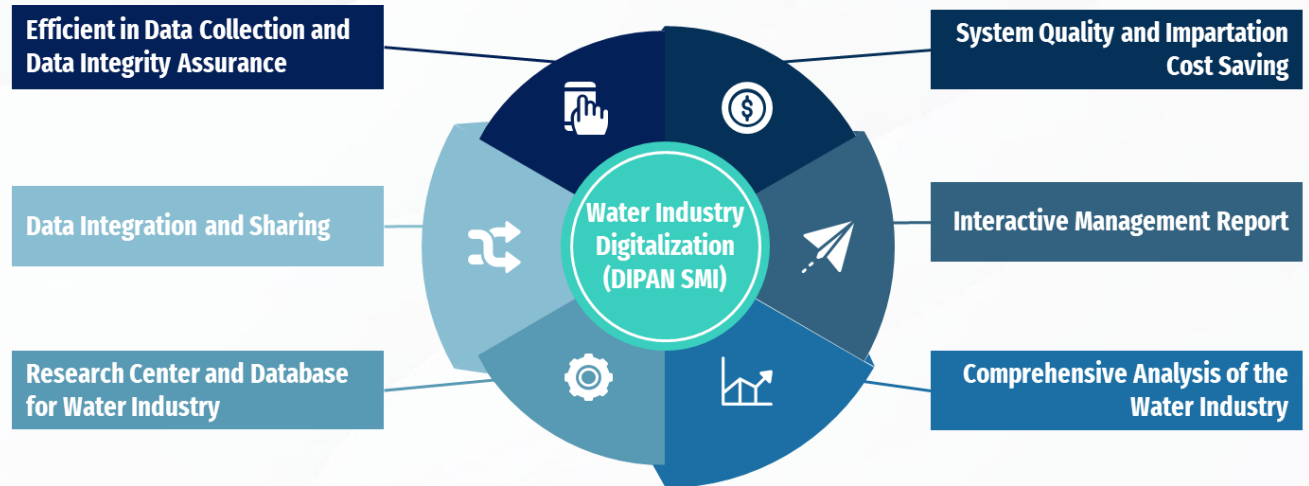 Efficient in Data Collection and
Data Integrity Assurance
System Quality and Impartation
Cost Saving
Data Integration and Sharing
Water Industry
Digitalization
(DIPAN SMI)
Interactive Management Report
Research Center and Database
for Water Industry
Comprehensive Analysis of the
Water Industry